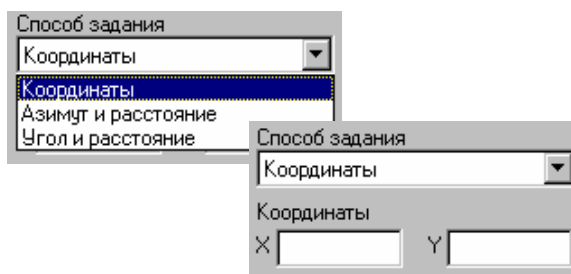 Способ задания
Координаты
Координаты
Азимут и расстояние
Угол и расстояние
Способ задания
Координаты
Координаты
X Y